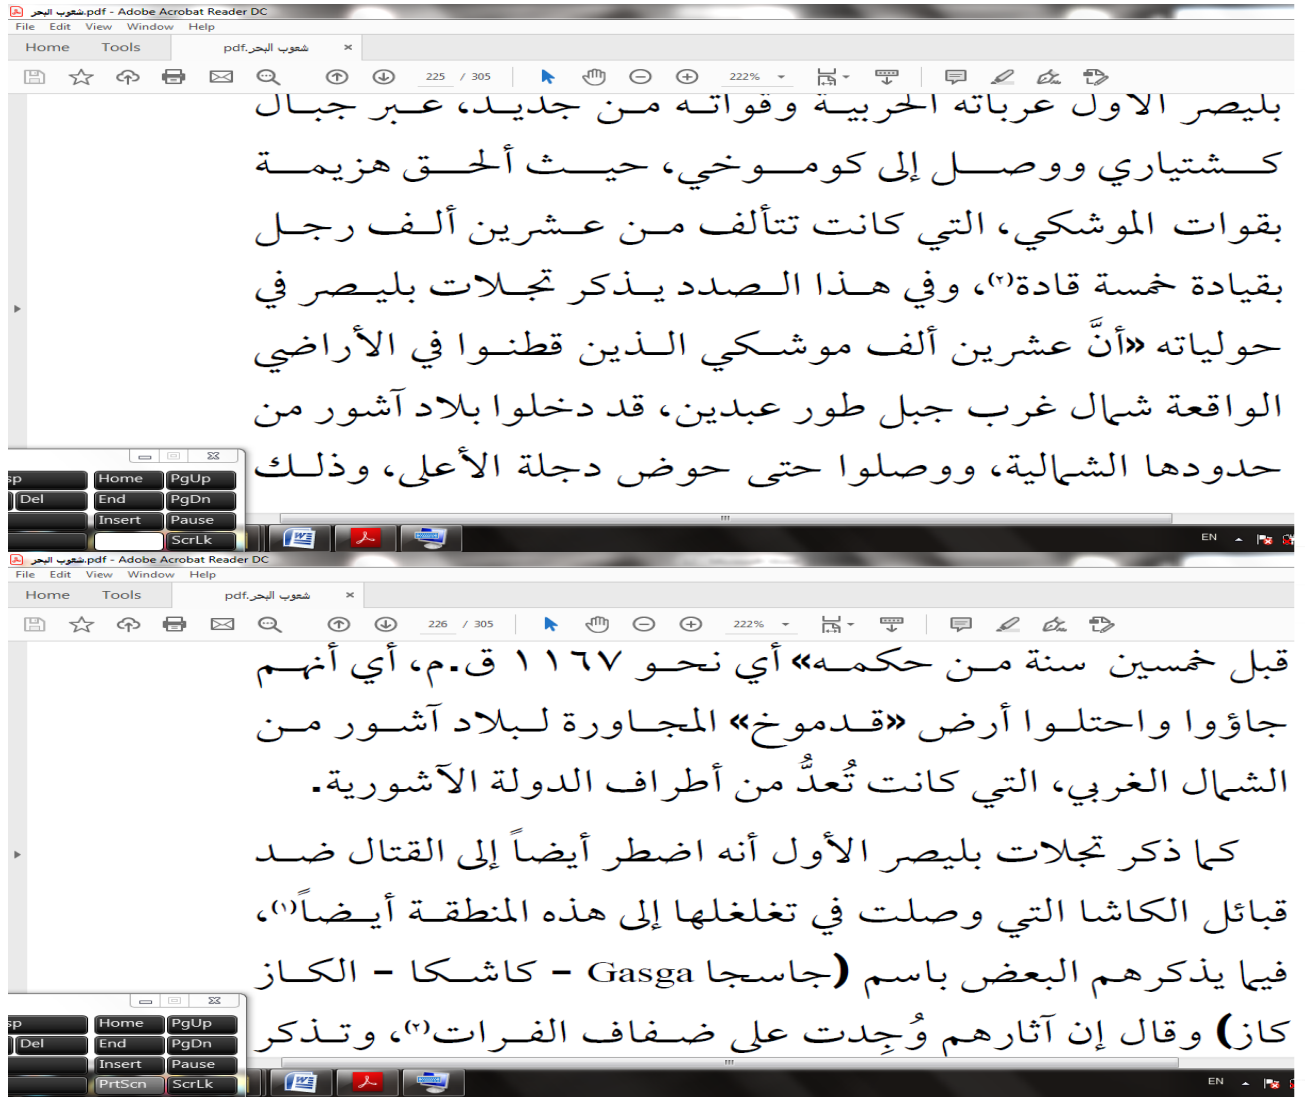 شعوب البحر.pdf - Adobe Acrobat Reader DC
File Edit View Window Help
Home Tools شعوب البحر.pdf ×
225 / 305 222%
بليصر الأول عرباته الحربية وقواته من جديد، عبر جبال
كشتياري ووصل إلى كوموخي، حيث ألحق هزيمة
بقوات الموشكي، التي كانت تتألف من عشرين ألف رجل
بقيادة خمسة قادة(٢)، وفي هذا الصدد يذكر تجلات بليصر في
حولياته «أنَّ عشرين ألف موشكي الذين قطنوا في الأراضي
الواقعة شمال غرب جبل طور عبدين، قد دخلوا بلاد آشور من
حدودها الشمالية، ووصلوا حتى حوض دجلة الأعلى، وذلك
sp Home PgUp
Del End PgDn
Insert Pause
ScrLk
EN
شعوب البحر.pdf - Adobe Acrobat Reader DC
File Edit View Window Help
Home Tools شعوب البحر.pdf ×
226 / 305 222%
قبل خمسين سنة من حكمه» أي نحو ١١٦٧ ق.م، أي أنهم
جاؤوا واحتلوا أرض «قدموخ» المجاورة لبلاد آشور من
الشمال الغربي، التي كانت تُعدُّ من أطراف الدولة الآشورية.
كما ذكر تجلات بليصر الأول أنه اضطر أيضاً إلى القتال ضد
قبائل الكاشا التي وصلت في تغلغلها إلى هذه المنطقة أيضاً(١)،
فيما يذكرهم البعض باسم (جاسجا Gasga – كاشكا – الكاز
كاز) وقال إن آثارهم وُجِدت على ضفاف الفرات(٢)، وتذكر
sp Home PgUp
Del End PgDn
Insert Pause
PrtScn ScrLk
EN